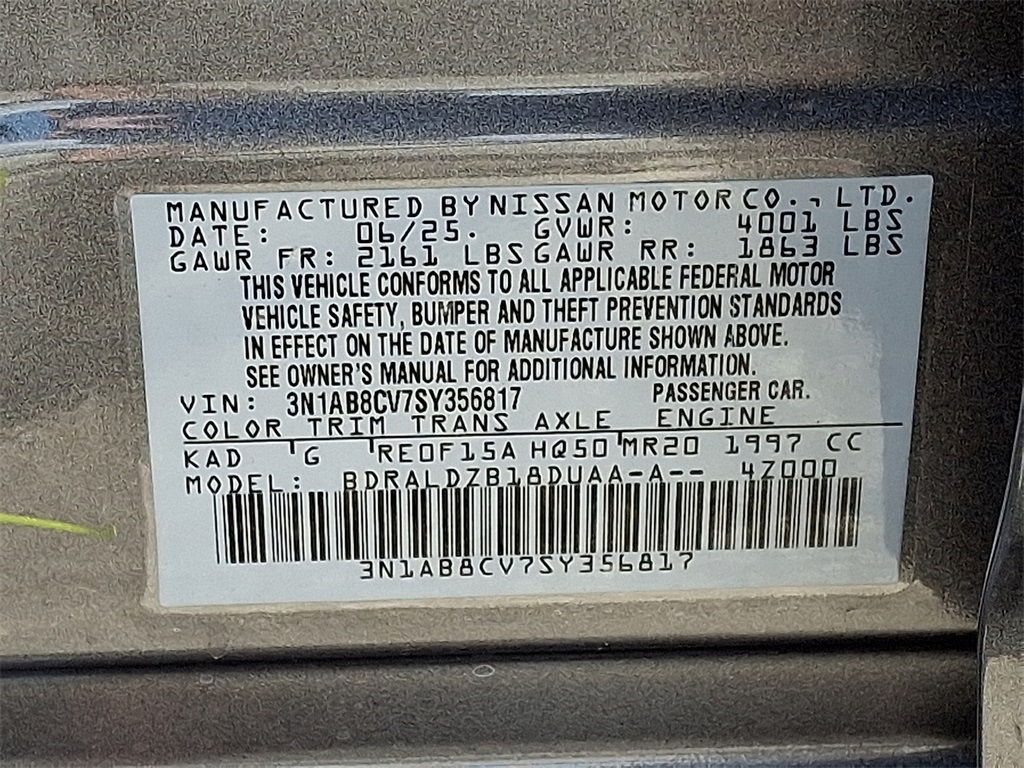 MANUFACTURED BY NISSAN MOTOR CO., LTD.
DATE: 06/25. GVWR: 4001 LBS
GAWR FR: 2161 LBS GAWR RR: 1863 LBS
THIS VEHICLE CONFORMS TO ALL APPLICABLE FEDERAL MOTOR
VEHICLE SAFETY, BUMPER AND THEFT PREVENTION STANDARDS
IN EFFECT ON THE DATE OF MANUFACTURE SHOWN ABOVE.
SEE OWNER'S MANUAL FOR ADDITIONAL INFORMATION.
VIN: 3N1AB8CV7SY356817 PASSENGER CAR.
COLOR TRIM TRANS AXLE ENGINE
KAD G RE0F15A HQ50 MR20 1997 CC
MODEL: BDRALDZB18DUAA-A-- 4Z000
3N1AB8CV7SY356817